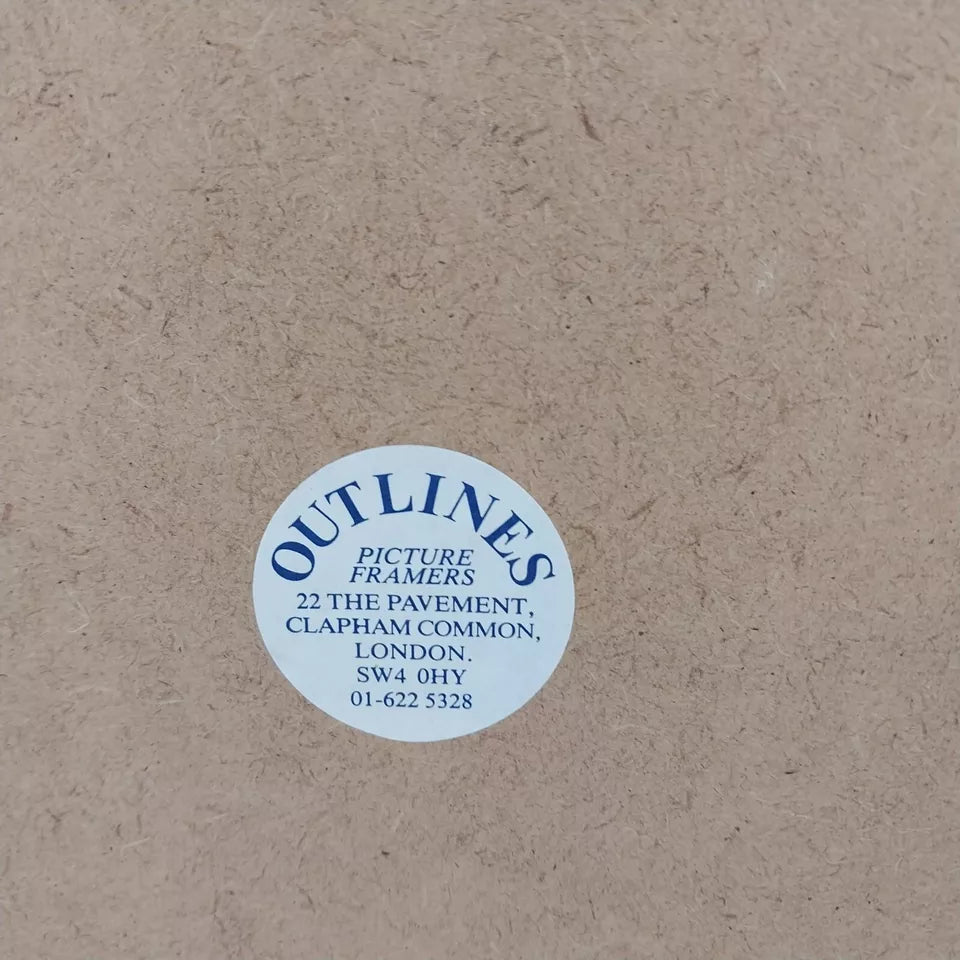 OUTLINES
PICTURE
FRAMERS
22 THE PAVEMENT,
CLAPHAM COMMON,
LONDON.
SW4 0HY
01-622 5328